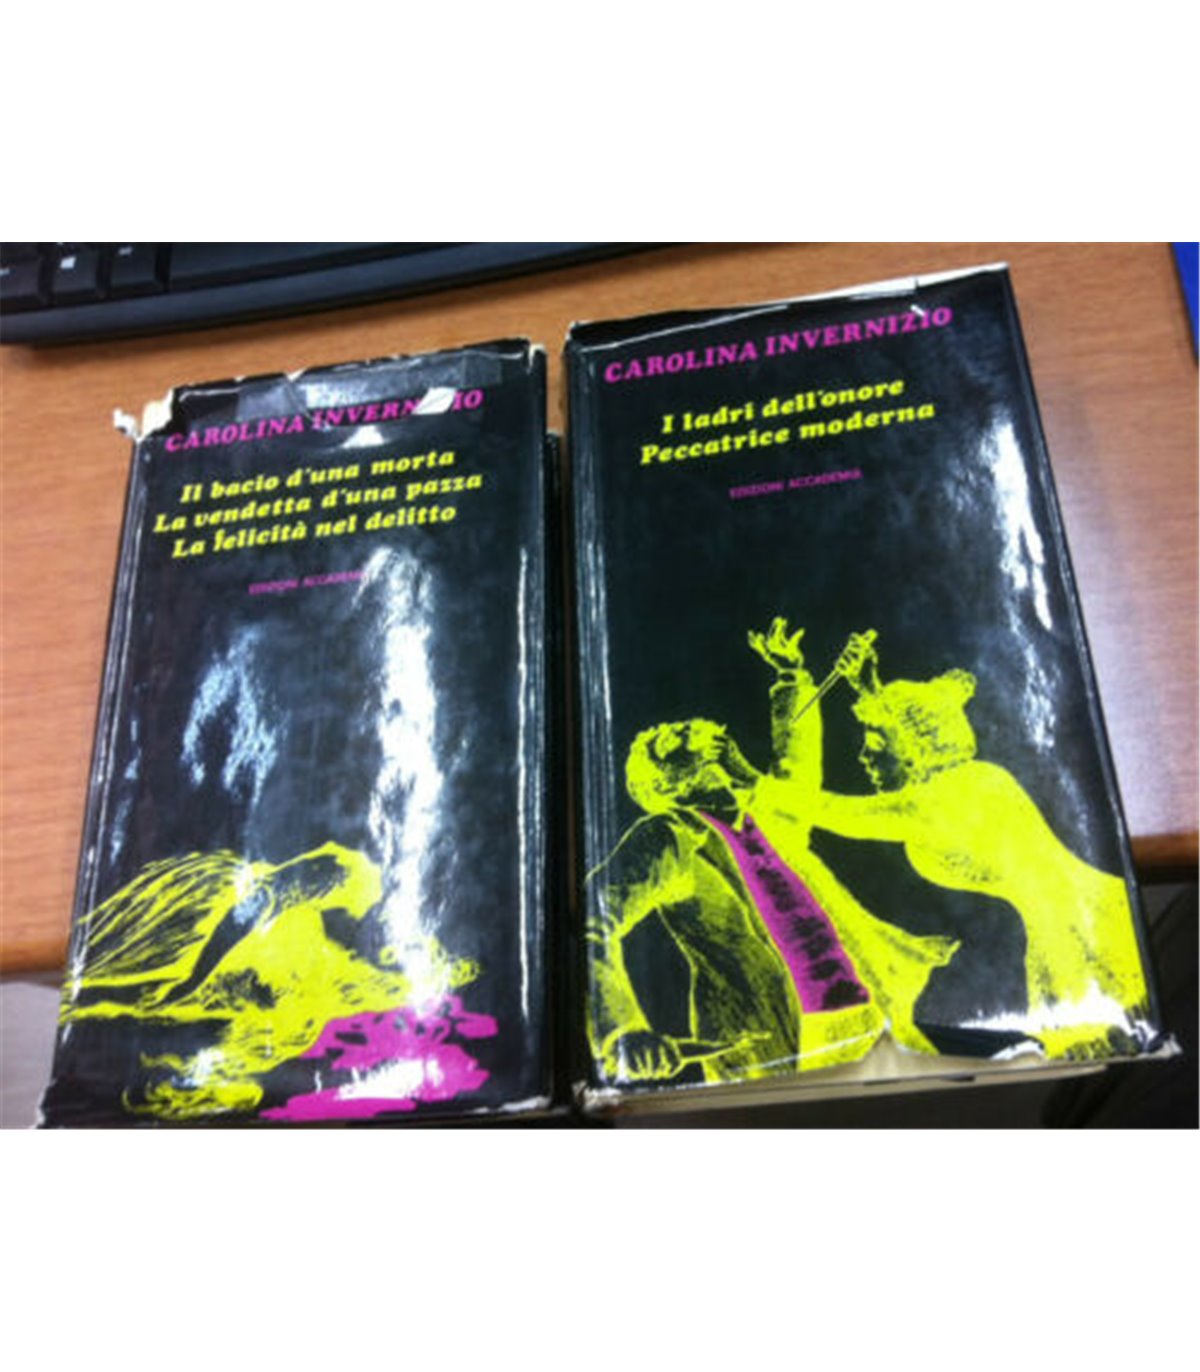 CAROLINA INVERNIZIO
Il bacio d'una morta
La vendetta d'una pazza
La felicità nel delitto
EDIZIONI ACCADEMIA
CAROLINA INVERNIZIO
I ladri dell'onore
Peccatrice moderna
EDIZIONI ACCADEMIA